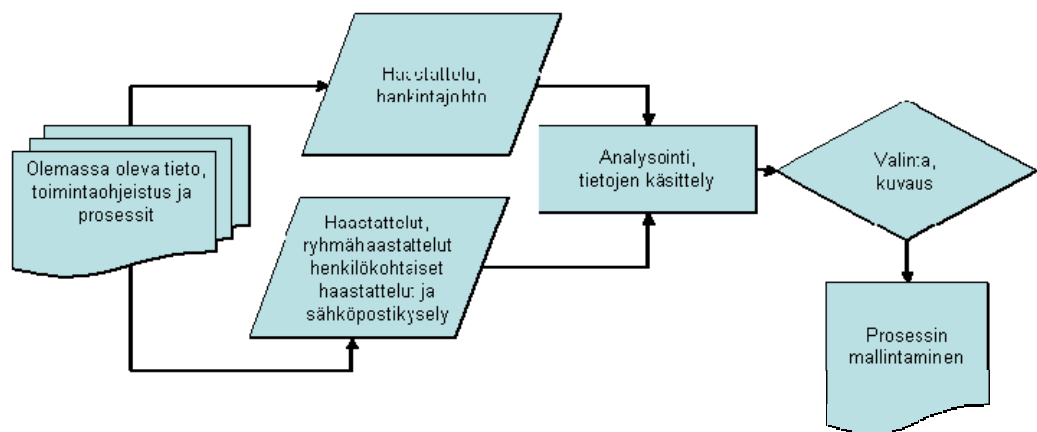 Olemassa oleva tieto,
toimintaohjeistus ja
prosessit
Haastattelu,
hankintajohto
Haastattelut,
ryhmähaastattelut
henkilökohtaiset
haastattelut ja
sähköpostikysely
Analysointi,
tietojen käsittely
Valinta,
kuvaus
Prosessin
mallintaminen